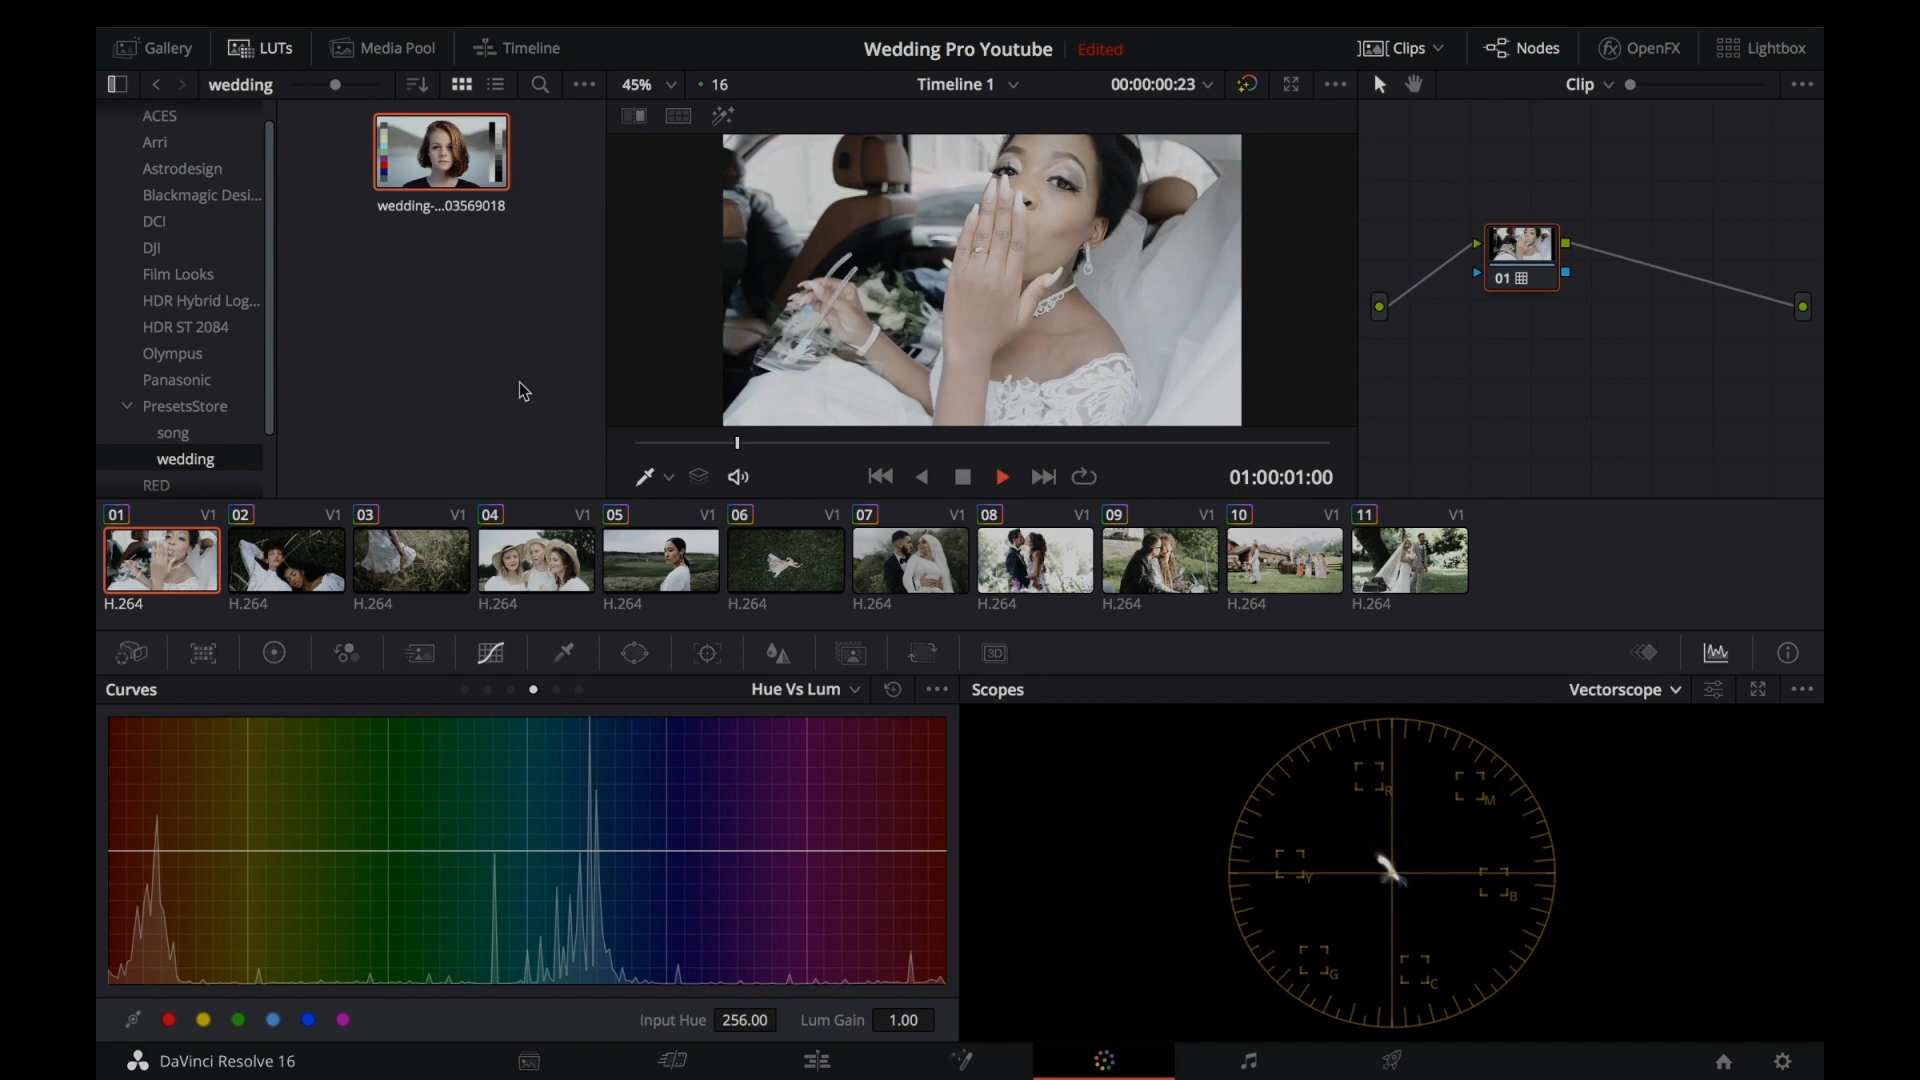 Gallery LUTs Media Pool Timeline Wedding Pro Youtube Edited Clips Nodes OpenFX Lightbox
wedding 45% 16 Timeline 1 00:00:00:23 Clip
ACES
Arri
Astrodesign
Blackmagic Desi...
DCI
DJI
Film Looks
HDR Hybrid Log...
HDR ST 2084
Olympus
Panasonic
PresetsStore
song
wedding
RED
wedding-...03569018
01
01:00:01:00
01 V1 02 V1 03 V1 04 V1 05 V1 06 V1 07 V1 08 V1 09 V1 10 V1 11 V1
H.264 H.264 H.264 H.264 H.264 H.264 H.264 H.264 H.264 H.264 H.264
3D
Curves Hue Vs Lum Scopes Vectorscope
R
M
Y
B
G
C
Input Hue 256.00 Lum Gain 1.00
DaVinci Resolve 16